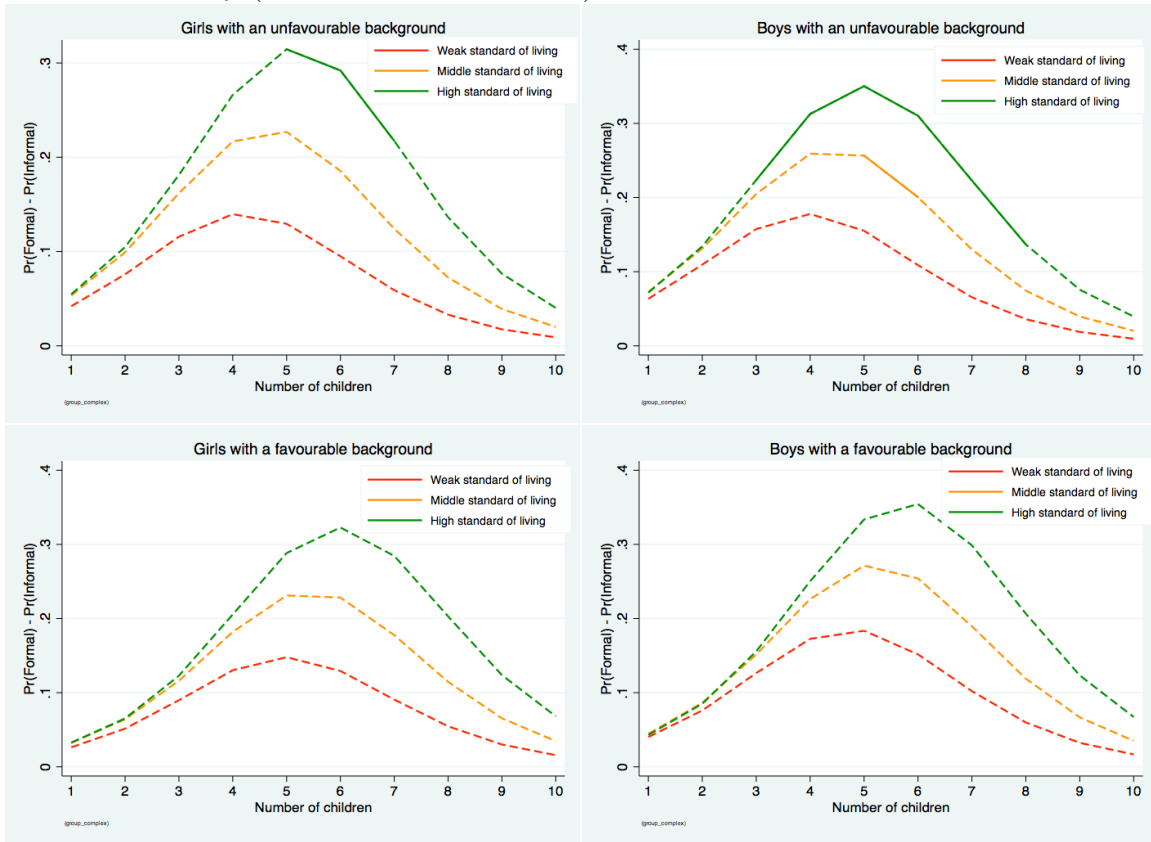 Girls with an unfavourable background
Weak standard of living
Middle standard of living
High standard of living
Pr(Formal) - Pr(Informal)
.3
.2
.1
0
1 2 3 4 5 6 7 8 9 10
Number of children
(group_complex)
Boys with an unfavourable background
Weak standard of living
Middle standard of living
High standard of living
Pr(Formal) - Pr(Informal)
.4
.3
.2
.1
0
1 2 3 4 5 6 7 8 9 10
Number of children
Girls with a favourable background
Weak standard of living
Middle standard of living
High standard of living
Pr(Formal) - Pr(Informal)
.4
.3
.2
.1
0
1 2 3 4 5 6 7 8 9 10
Number of children
(group_complex)
Boys with a favourable background
Weak standard of living
Middle standard of living
High standard of living
Pr(Formal) - Pr(Informal)
.4
.3
.2
.1
0
1 2 3 4 5 6 7 8 9 10
Number of children
(group_complex)
(group_complex)